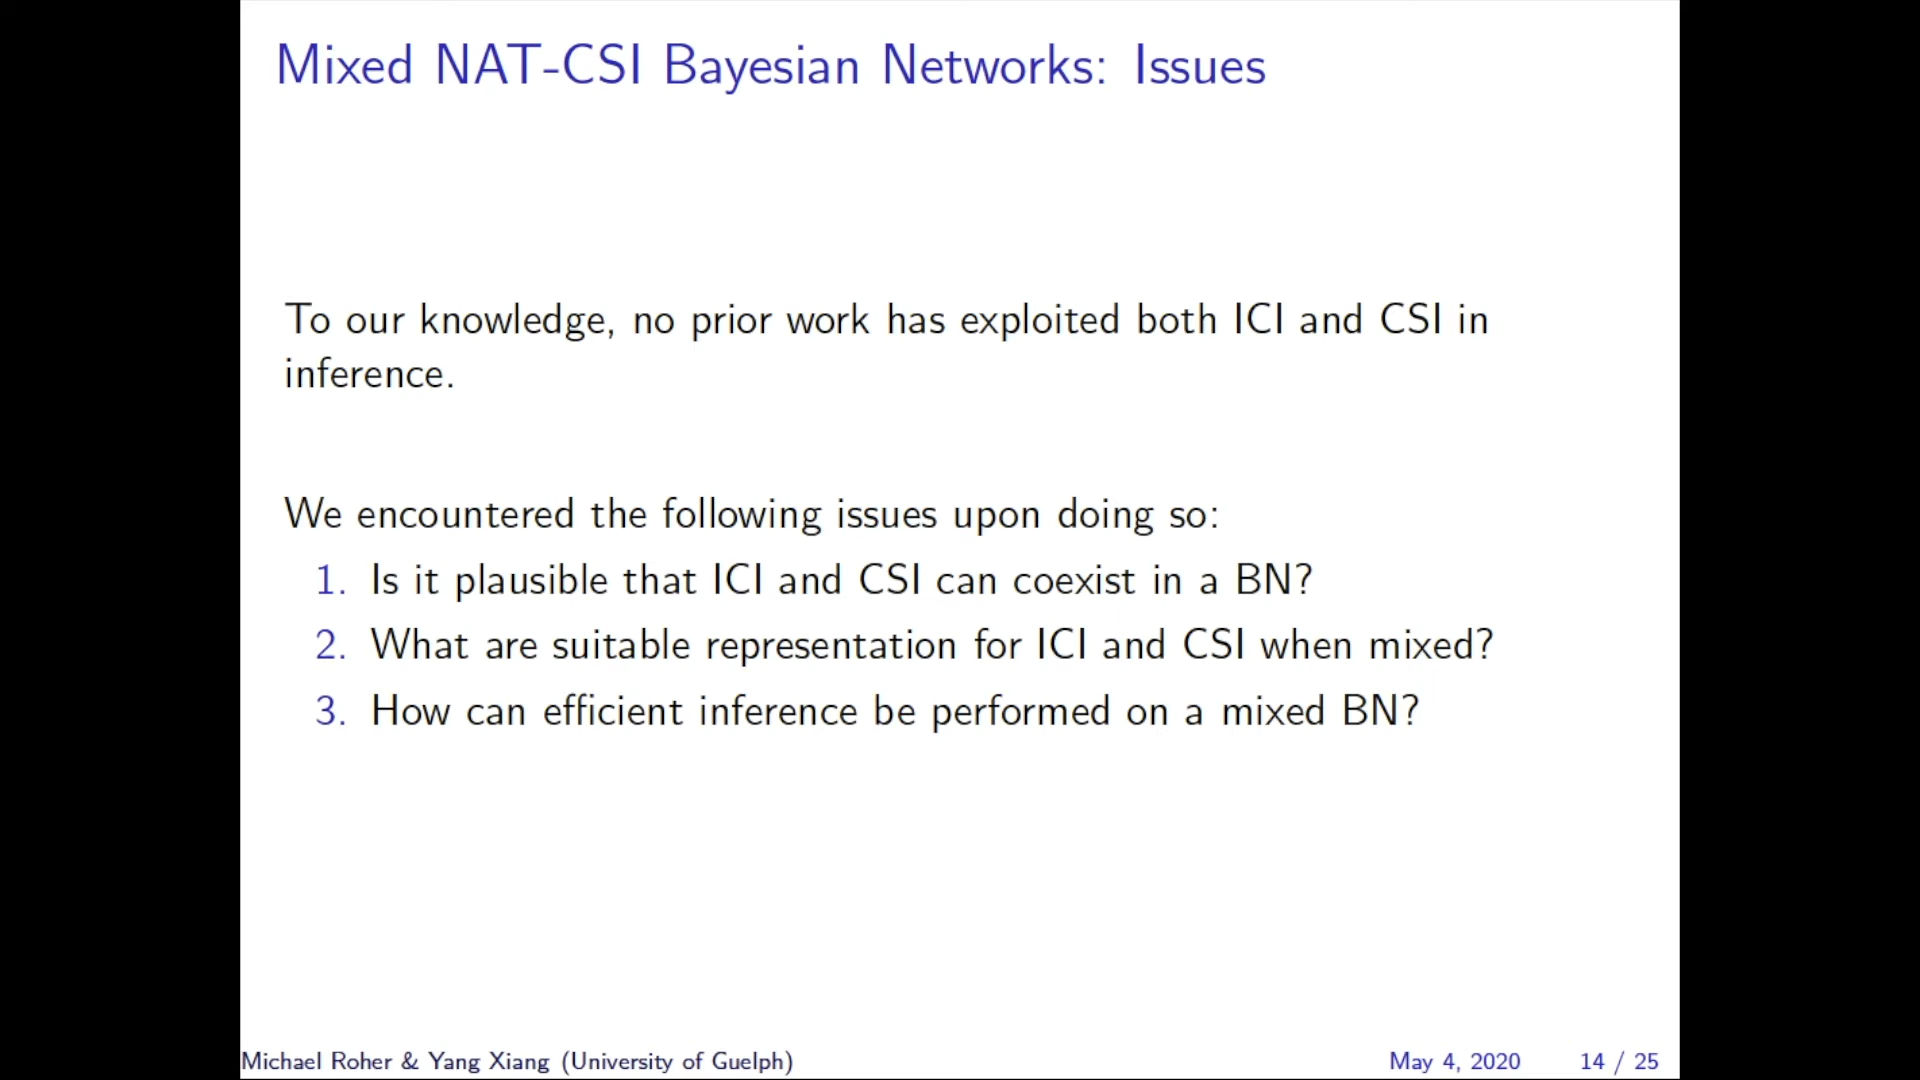 Mixed NAT-CSI Bayesian Networks: Issues
To our knowledge, no prior work has exploited both ICI and CSI in
inference.
We encountered the following issues upon doing so:
1. Is it plausible that ICI and CSI can coexist in a BN?
2. What are suitable representation for ICI and CSI when mixed?
3. How can efficient inference be performed on a mixed BN?
Michael Roher & Yang Xiang (University of Guelph) May 4, 2020 14 / 25